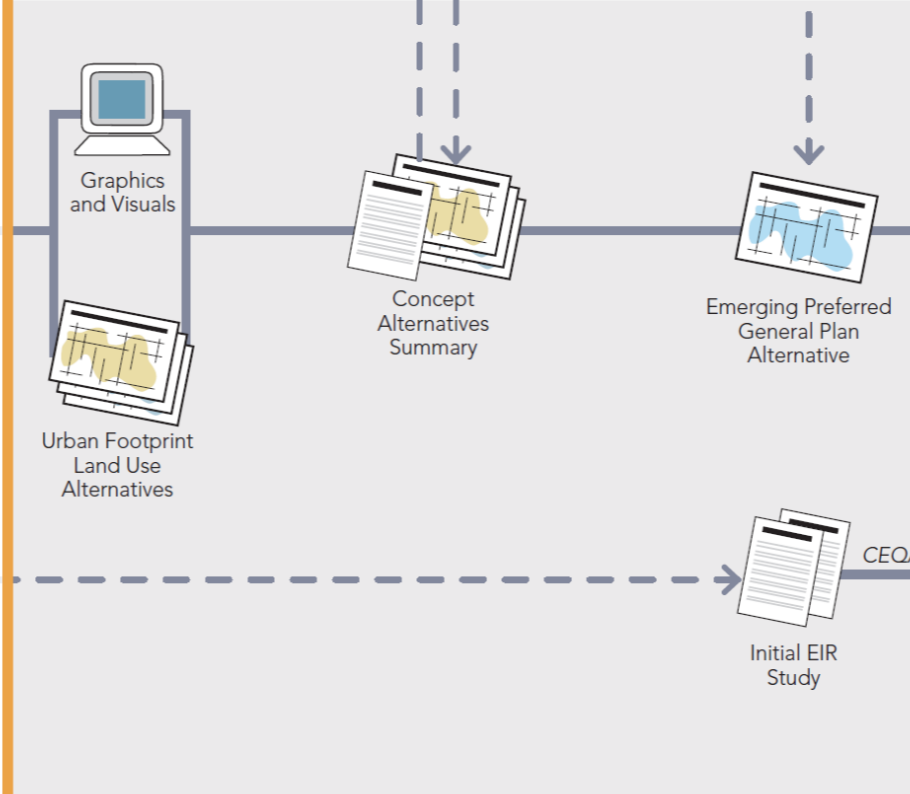 Graphics
and Visuals
Concept
Alternatives
Summary
Emerging Preferred
General Plan
Alternative
Urban Footprint
Land Use
Alternatives
CEQA
Initial EIR
Study